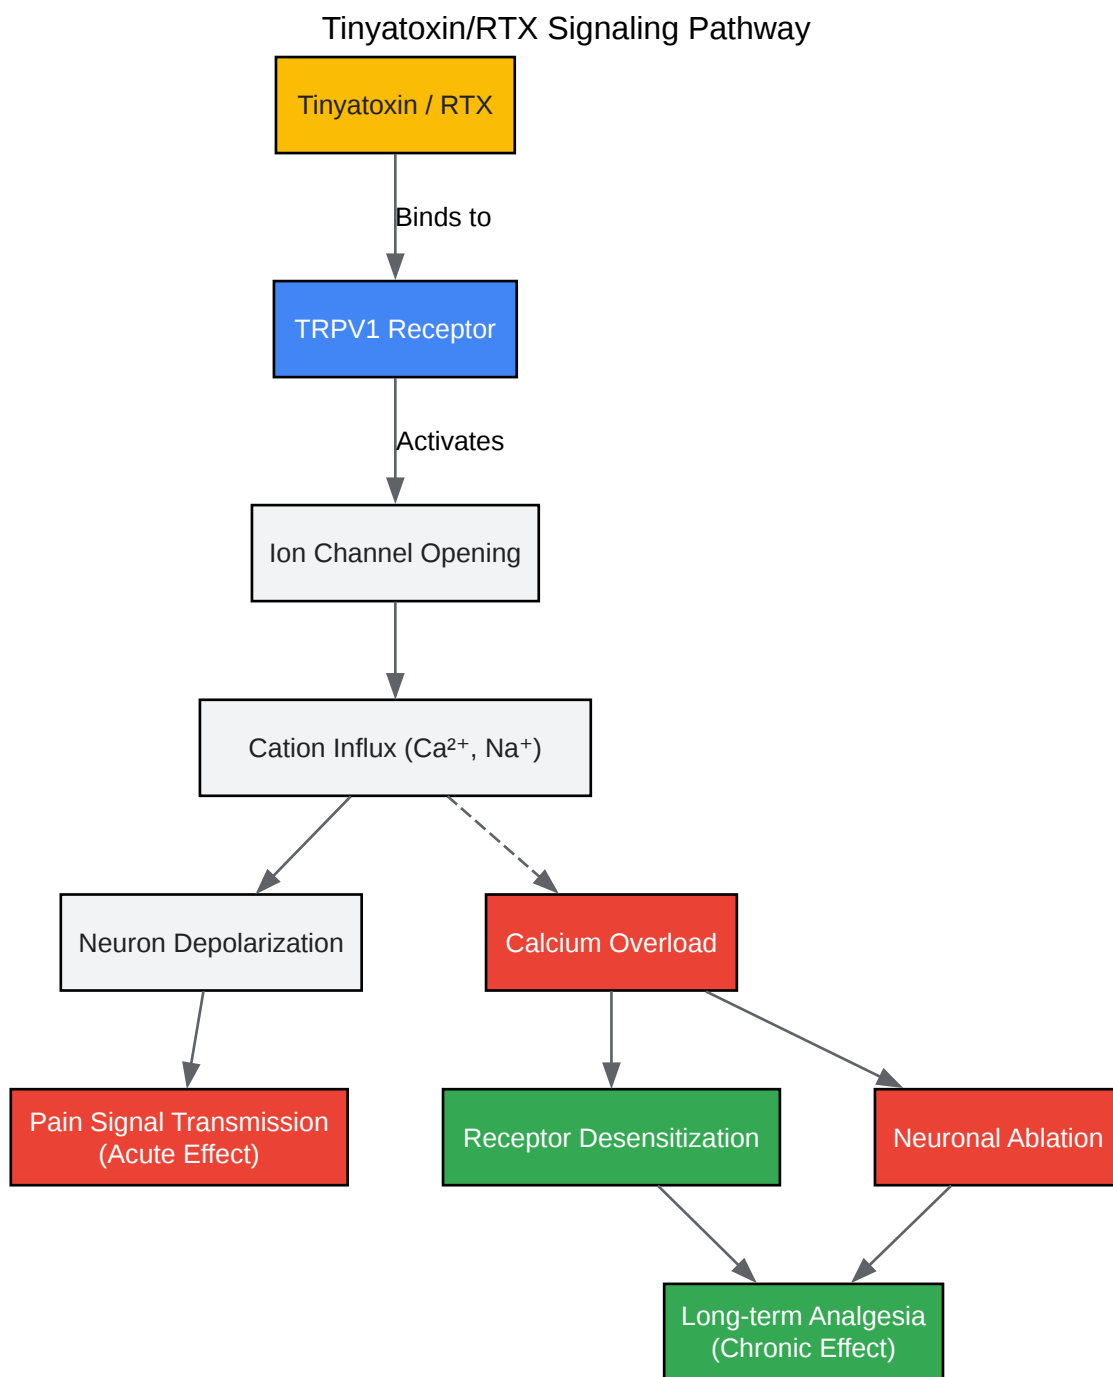 Tinyatoxin/RTX Signaling Pathway
Tinyatoxin / RTX
Binds to
TRPV1 Receptor
Activates
Ion Channel Opening
Cation Influx (Ca²⁺, Na⁺)
Neuron Depolarization
Calcium Overload
Pain Signal Transmission
(Acute Effect)
Receptor Desensitization
Neuronal Ablation
Long-term Analgesia
(Chronic Effect)